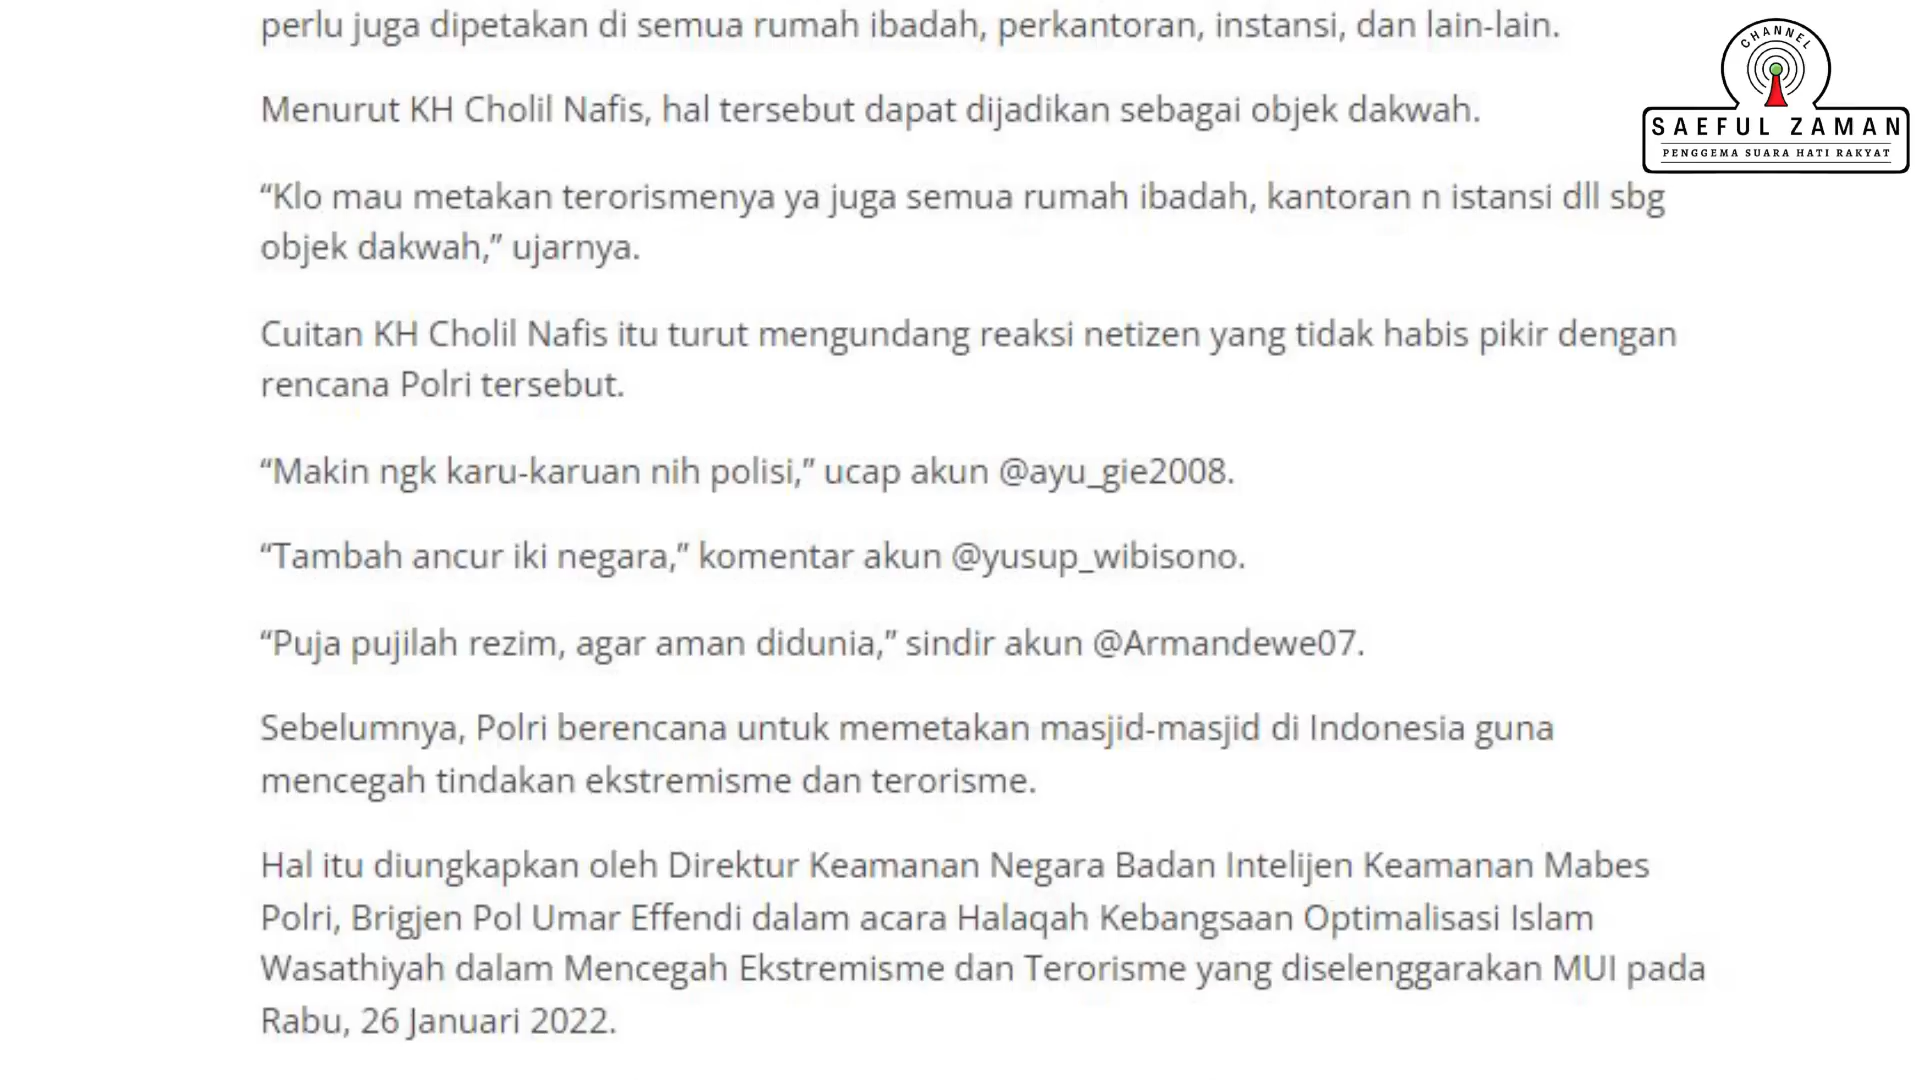 perlu juga dipetakan di semua rumah ibadah, perkantoran, instansi, dan lain-lain.
CHANNEL
SAEFUL ZAMAN
PENGGEMA SUARA HATI RAKYAT
Menurut KH Cholil Nafis, hal tersebut dapat dijadikan sebagai objek dakwah.
“Klo mau metakan terorismenya ya juga semua rumah ibadah, kantoran n istansi dll sbg
objek dakwah,” ujarnya.
Cuitan KH Cholil Nafis itu turut mengundang reaksi netizen yang tidak habis pikir dengan
rencana Polri tersebut.
“Makin ngk karu-karuan nih polisi,” ucap akun @ayu_gie2008.
“Tambah ancur iki negara,” komentar akun @yusup_wibisono.
“Puja pujilah rezim, agar aman didunia,” sindir akun @Armandewe07.
Sebelumnya, Polri berencana untuk memetakan masjid-masjid di Indonesia guna
mencegah tindakan ekstremisme dan terorisme.
Hal itu diungkapkan oleh Direktur Keamanan Negara Badan Intelijen Keamanan Mabes
Polri, Brigjen Pol Umar Effendi dalam acara Halaqah Kebangsaan Optimalisasi Islam
Wasathiyah dalam Mencegah Ekstremisme dan Terorisme yang diselenggarakan MUI pada
Rabu, 26 Januari 2022.